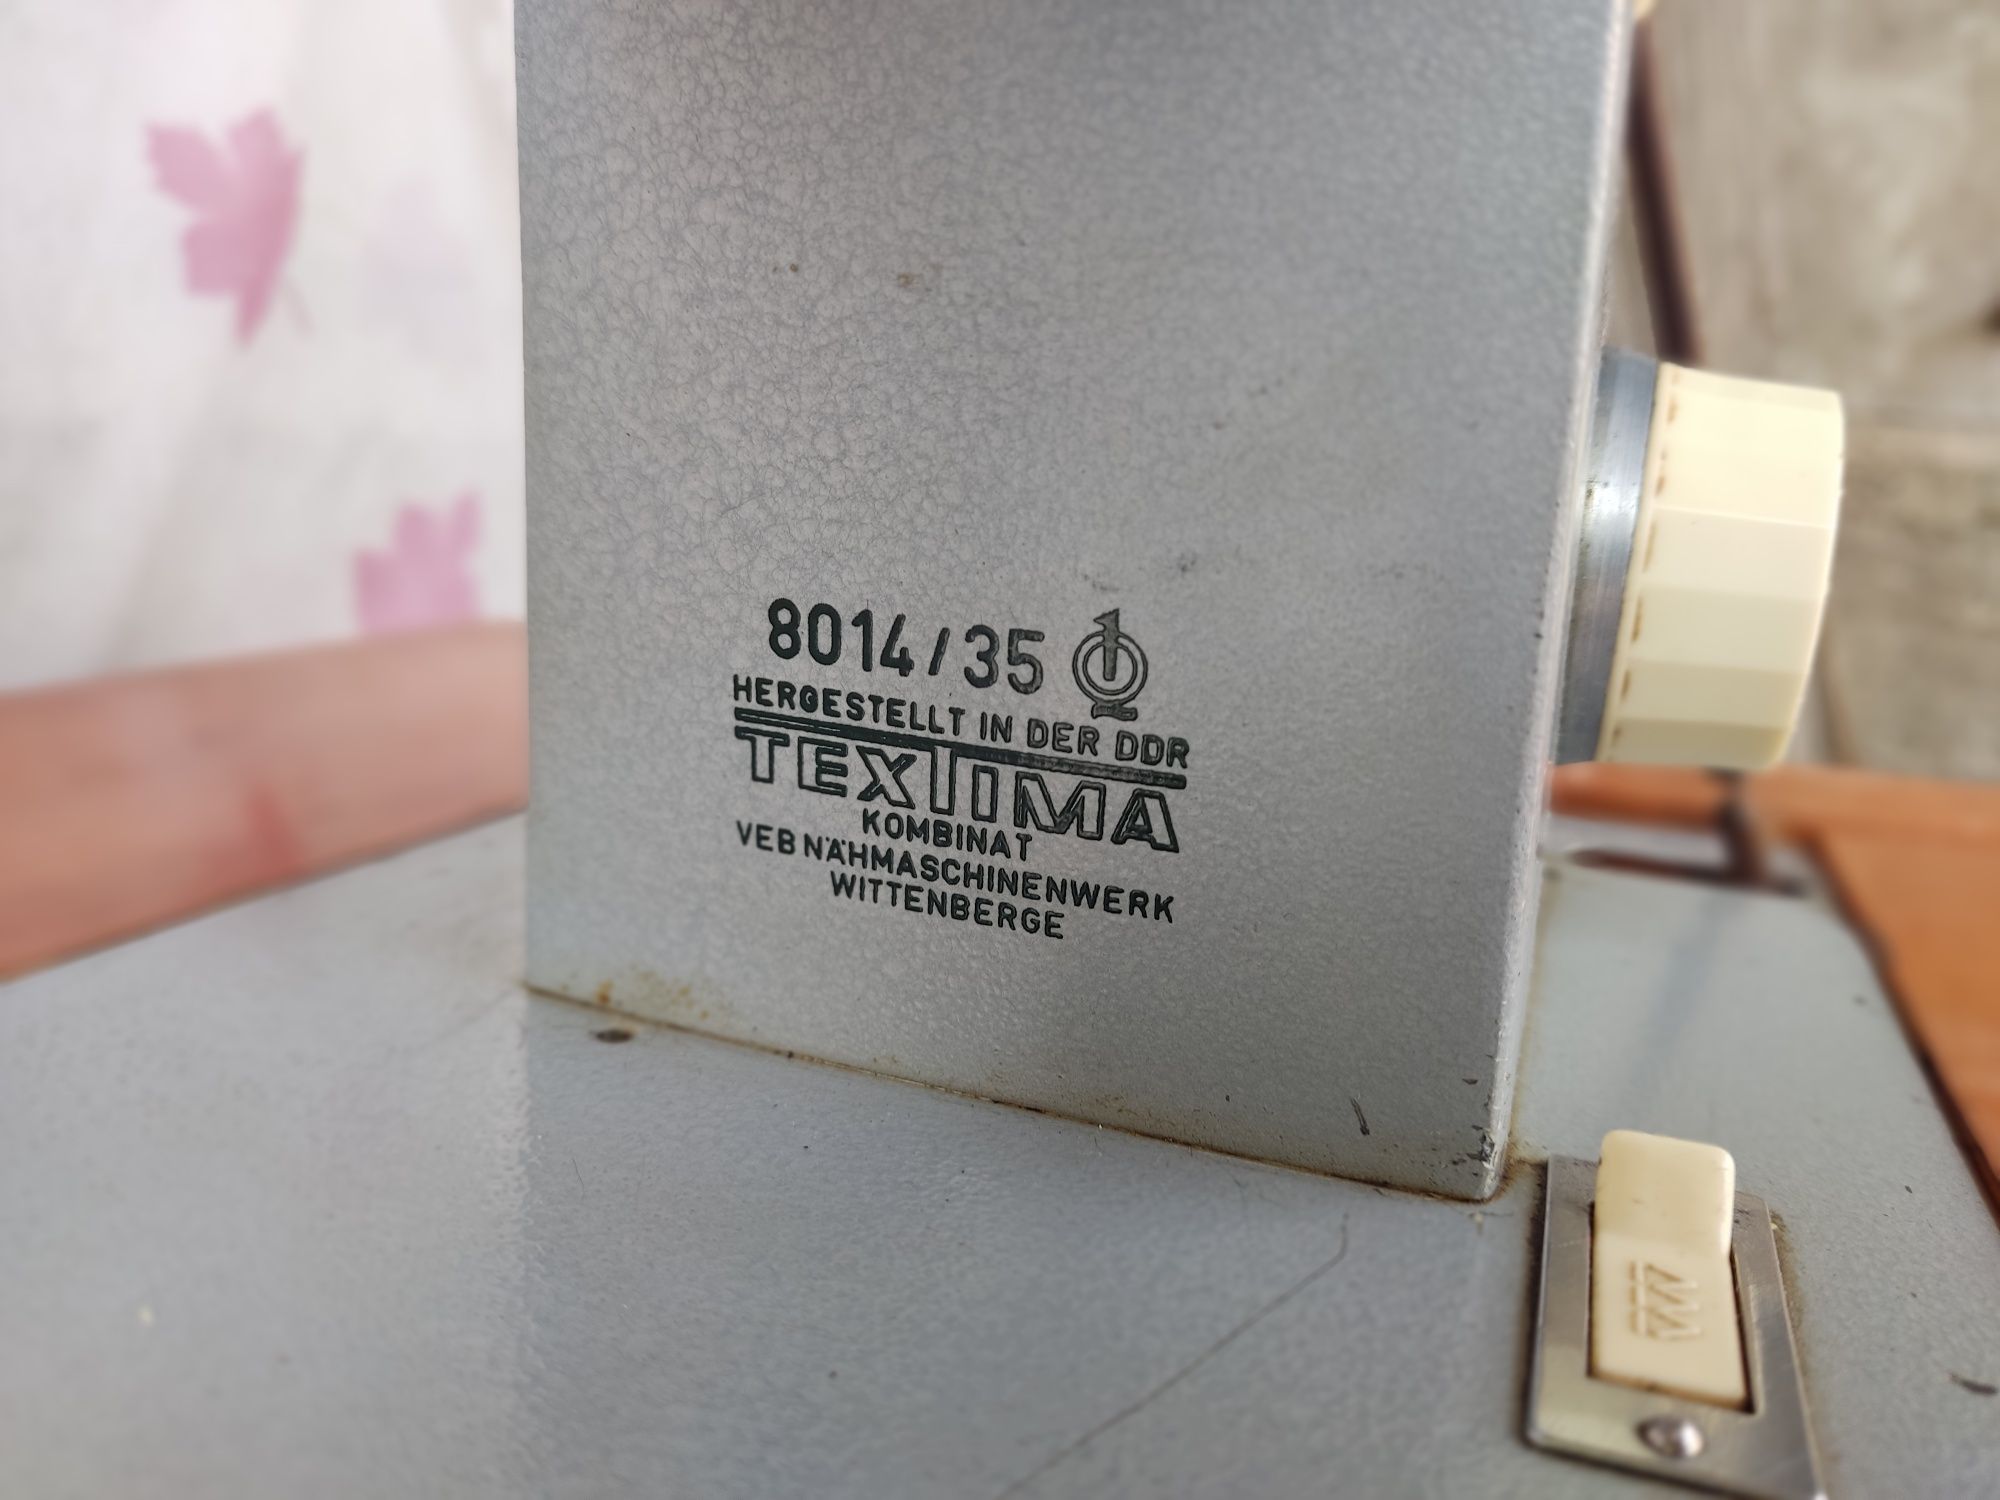 8014/35
HERGESTELLT IN DER DDR
TEXTIMA
KOMBINAT
VEB NÄHMASCHINENWERK
WITTENBERGE